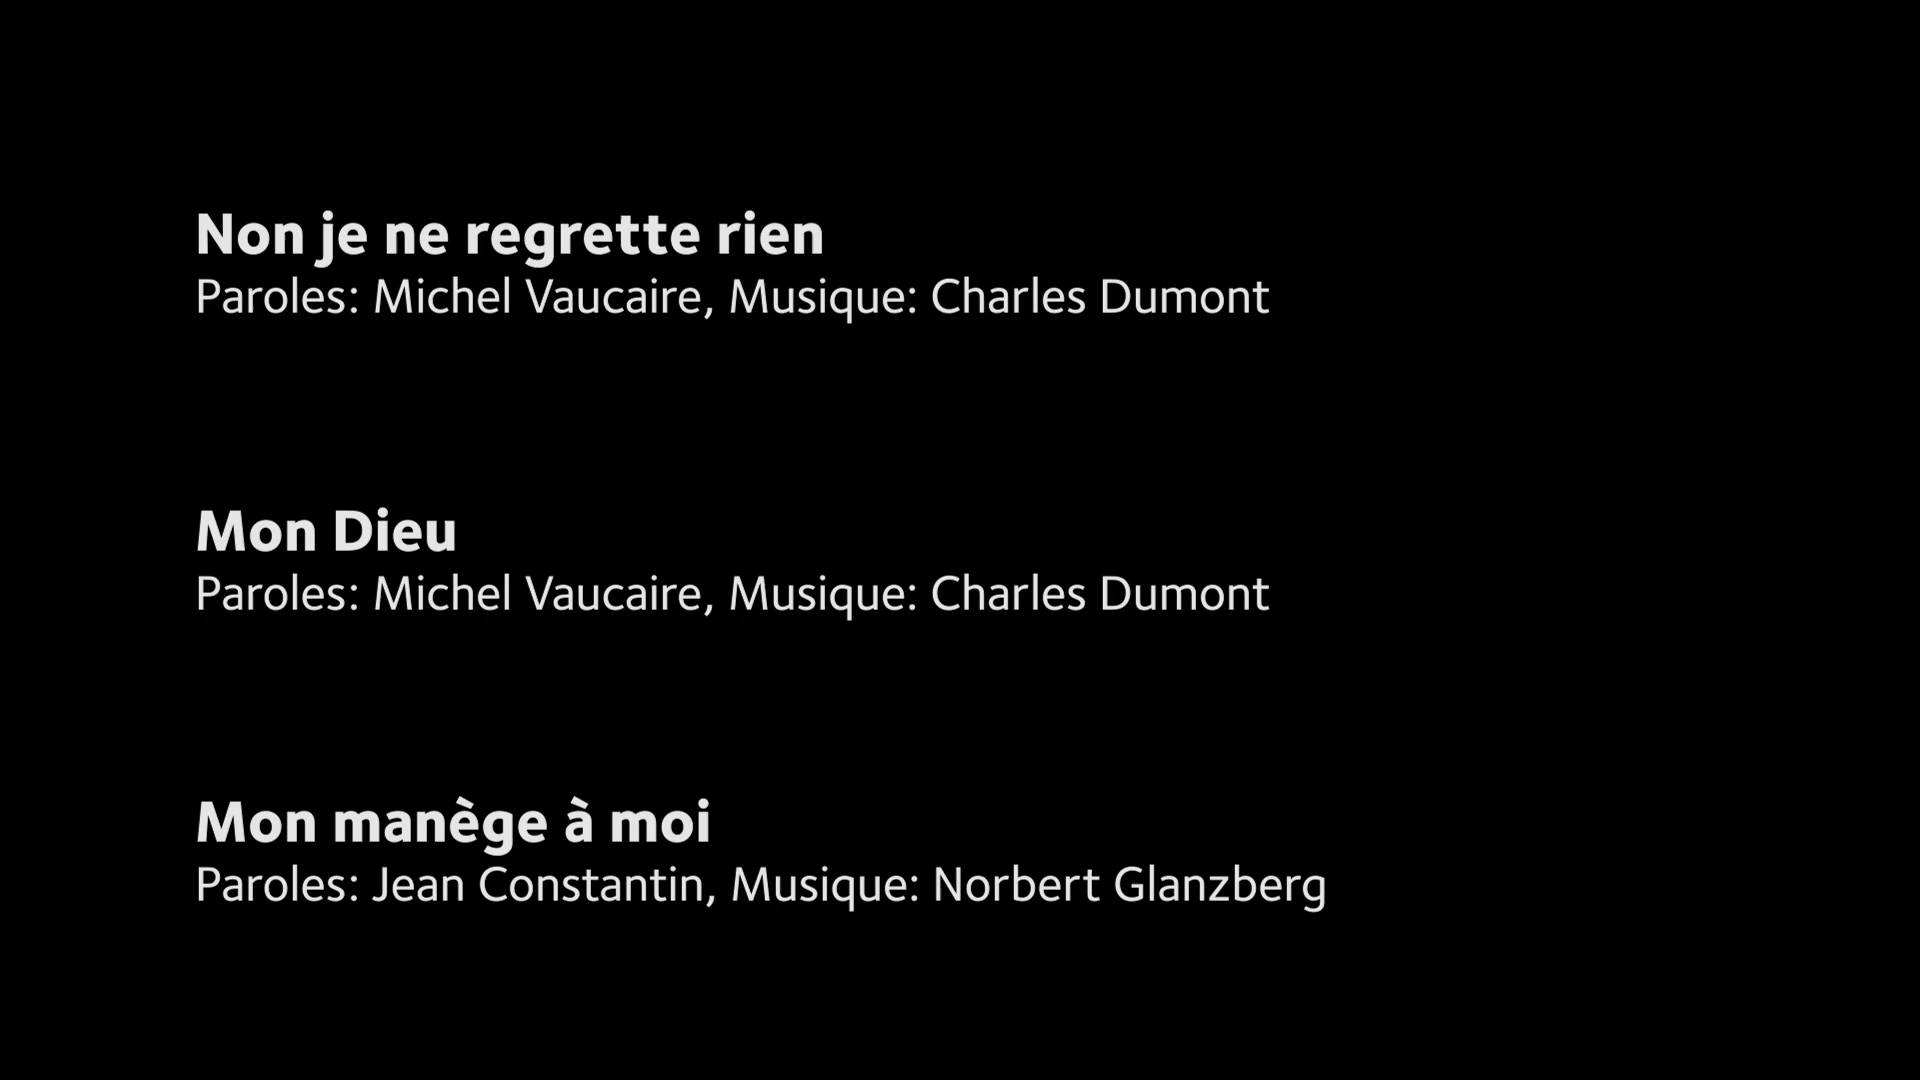 Non je ne regrette rien
Paroles: Michel Vaucaire, Musique: Charles Dumont
Mon Dieu
Paroles: Michel Vaucaire, Musique: Charles Dumont
Mon manège à moi
Paroles: Jean Constantin, Musique: Norbert Glanzberg